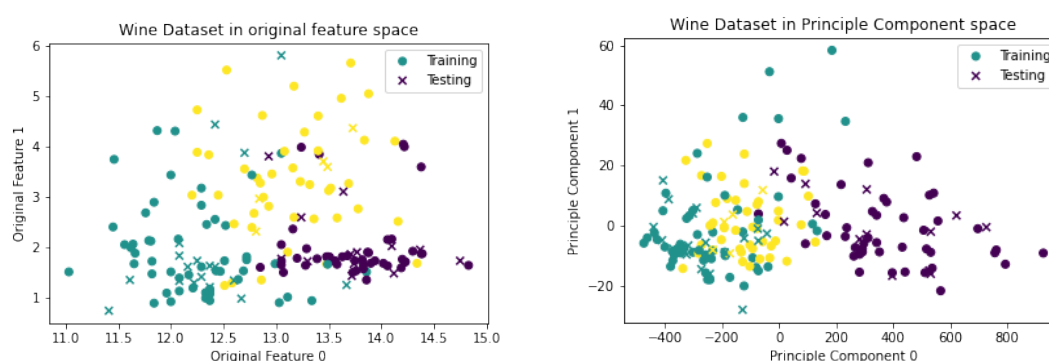 Wine Dataset in original feature space
6
5
4
3
2
1
Original Feature 1
Training
Testing
11.0 11.5 12.0 12.5 13.0 13.5 14.0 14.5 15.0
Original Feature 0
Wine Dataset in Principle Component space
60
40
20
0
−20
Principle Component 1
Training
Testing
−400 −200 0 200 400 600 800
Principle Component 0